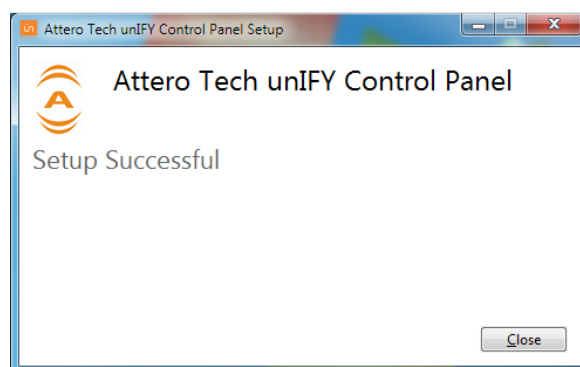 Attero Tech unIFY Control Panel Setup
Attero Tech unIFY Control Panel
A
Setup Successful
Close